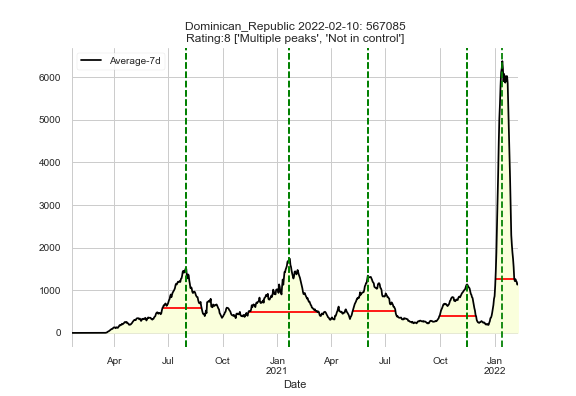 Dominican_Republic 2022-02-10: 567085
Rating:8 ['Multiple peaks', 'Not in control']
Average-7d
6000
5000
4000
3000
2000
1000
0
Apr Jul Oct Jan Apr Jul Oct Jan
2021 2022
Date